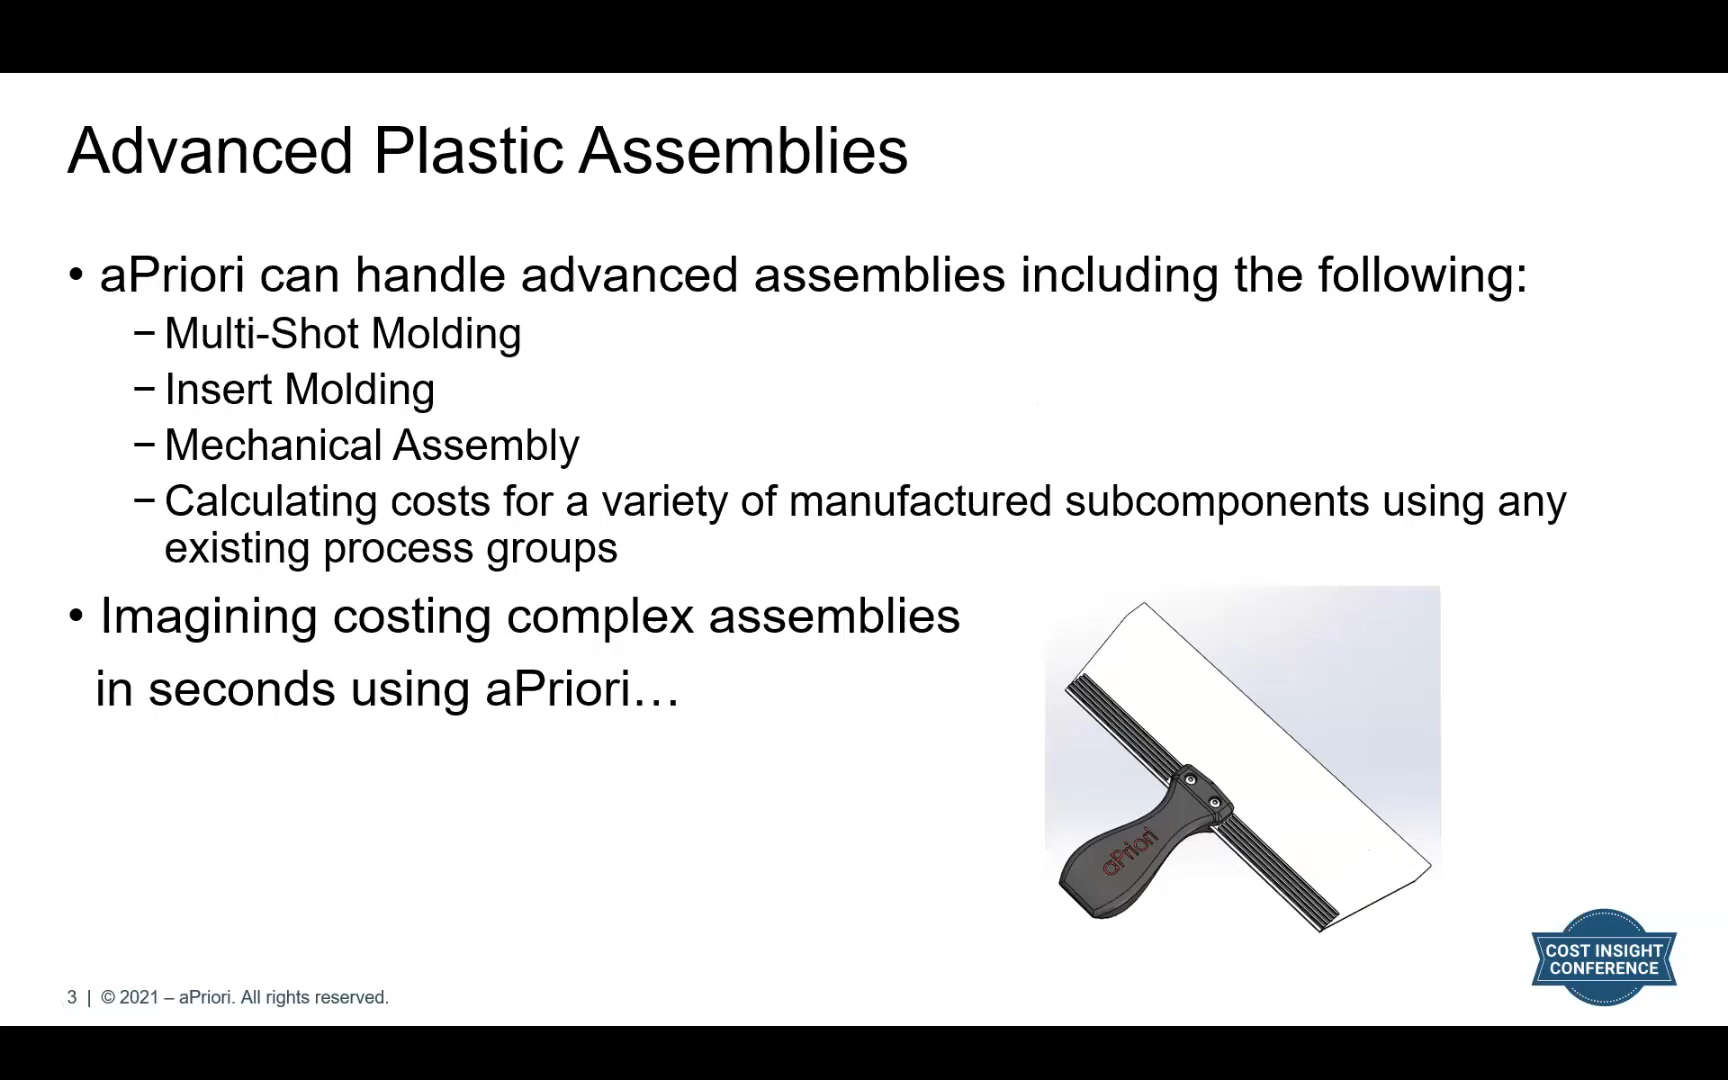 Advanced Plastic Assemblies
• aPriori can handle advanced assemblies including the following:
– Multi-Shot Molding
– Insert Molding
– Mechanical Assembly
– Calculating costs for a variety of manufactured subcomponents using any
existing process groups
• Imagining costing complex assemblies
in seconds using aPriori…
aPriori
COST INSIGHT
CONFERENCE
3 | © 2021 – aPriori. All rights reserved.